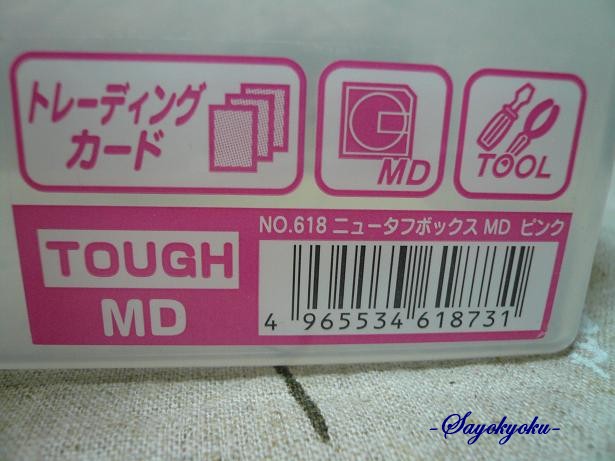 トレーディング
カード
MD
TOOL
NO.618 ニュータフボックス MD ピンク
TOUGH
MD
4 965534 618731
-Sayokyoku-